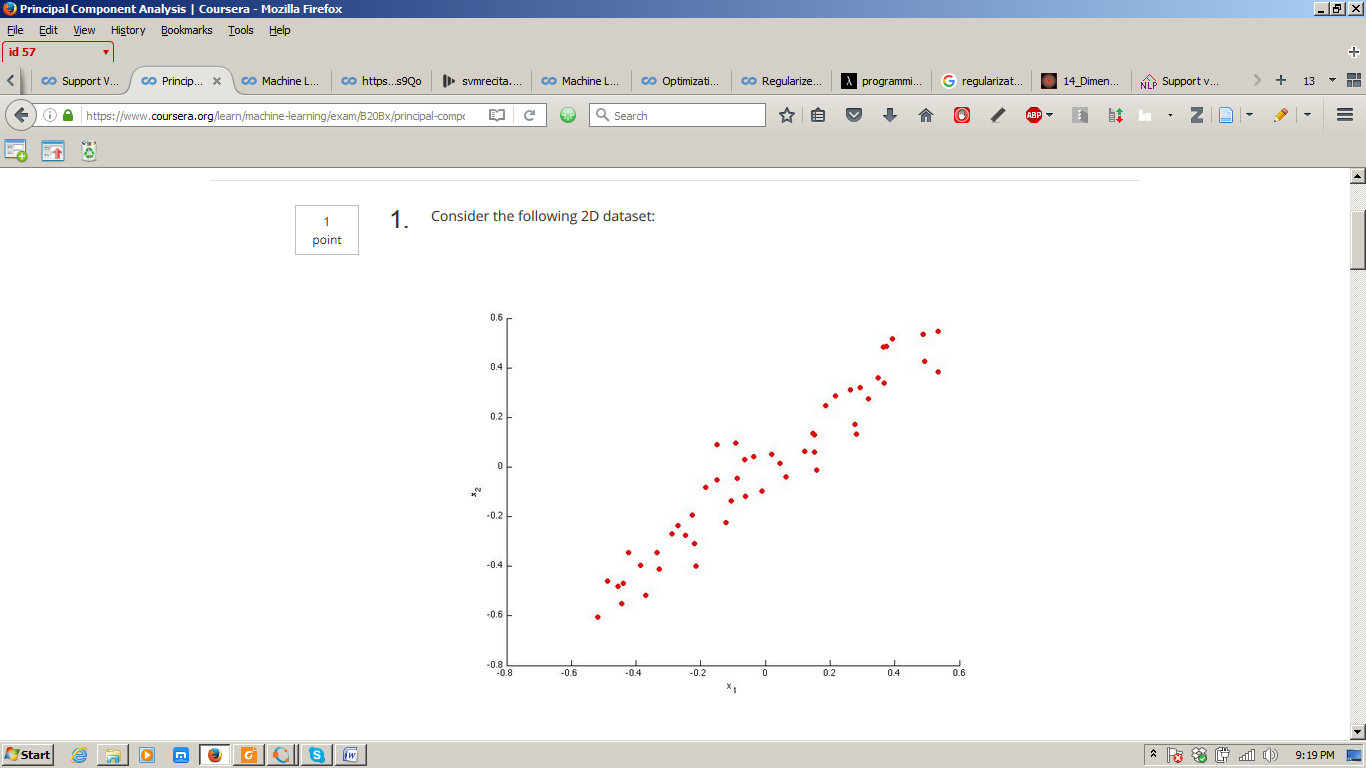 Principal Component Analysis | Coursera - Mozilla Firefox
File Edit View History Bookmarks Tools Help
id 57
Support V... Princip... Machine L... https...s9Qo svmrecita.... Machine L... Optimizati... Regularize... programmi... regularizat... 14_Dimen... Support v... 13
https://www.coursera.org/learn/machine-learning/exam/B20Bx/principal-compc Search
1
point
1. Consider the following 2D dataset:
0.6
0.4
0.2
0
-0.2
-0.4
-0.6
-0.8
x2
-0.8 -0.6 -0.4 -0.2 0 0.2 0.4 0.6
x1
Start 9:19 PM